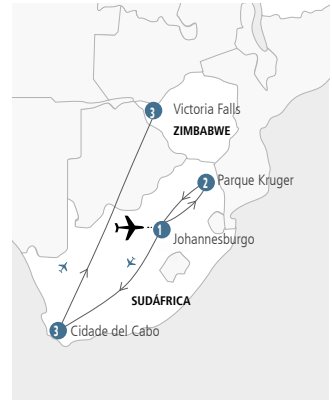 3 Victoria Falls
ZIMBABWE
2 Parque Kruger
1
Johannesburgo
SUDÁFRICA
3 Cidade del Cabo